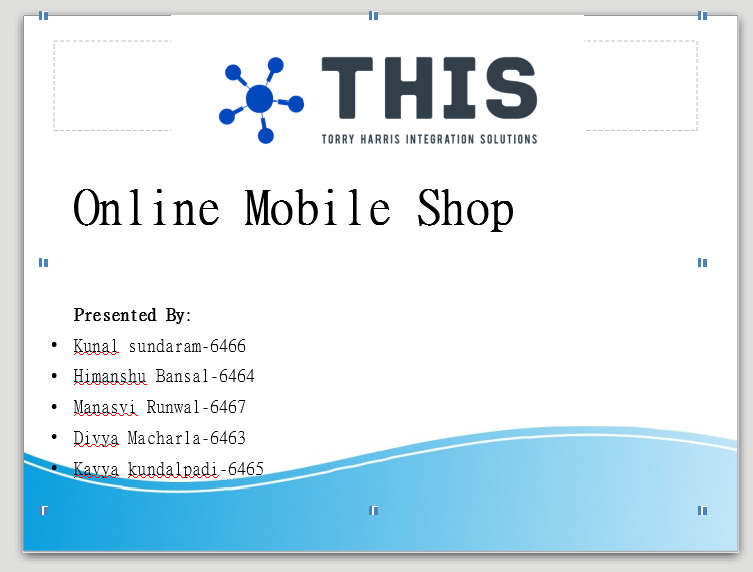 THIS
TORRY HARRIS INTEGRATION SOLUTIONS
Online Mobile Shop
Presented By:
• Kunal sundaram-6466
• Himanshu Bansal-6464
• Manasvi Runwal-6467
• Divya Macharla-6463
• Kavya kundalpadi-6465